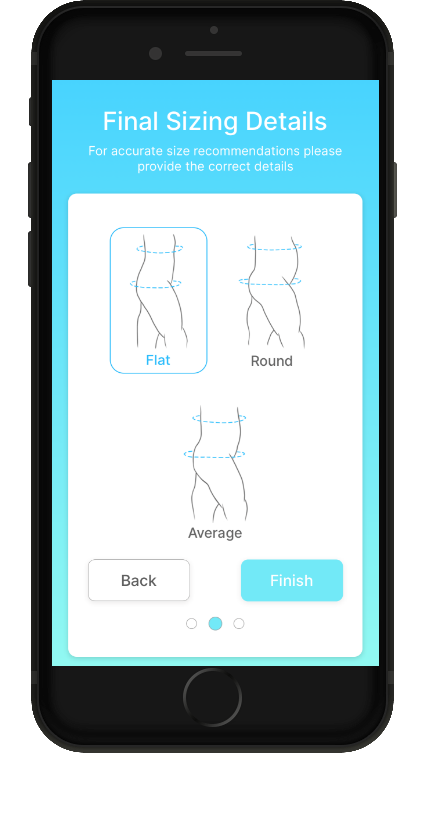 Final Sizing Details
For accurate size recommendations please
provide the correct details
Flat
Round
Average
Back
Finish